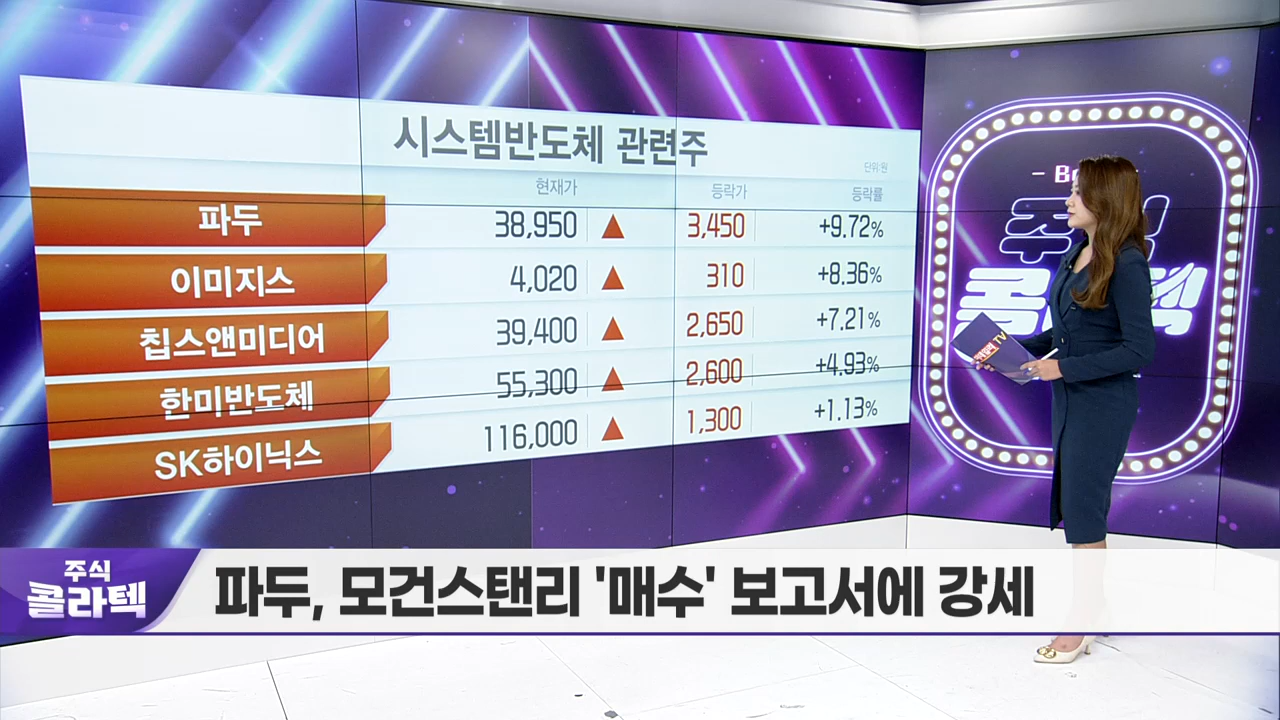 시스템반도체 관련주
단위:원
현재가 등락가 등락률
파두 38,950 ▲ 3,450 +9.72%
이미지스 4,020 ▲ 310 +8.36%
칩스앤미디어 39,400 ▲ 2,650 +7.21%
한미반도체 55,300 ▲ 2,600 +4.93%
SK하이닉스 116,000 ▲ 1,300 +1.13%
주식
TV
주식
콜라텍
파두, 모건스탠리 '매수' 보고서에 강세